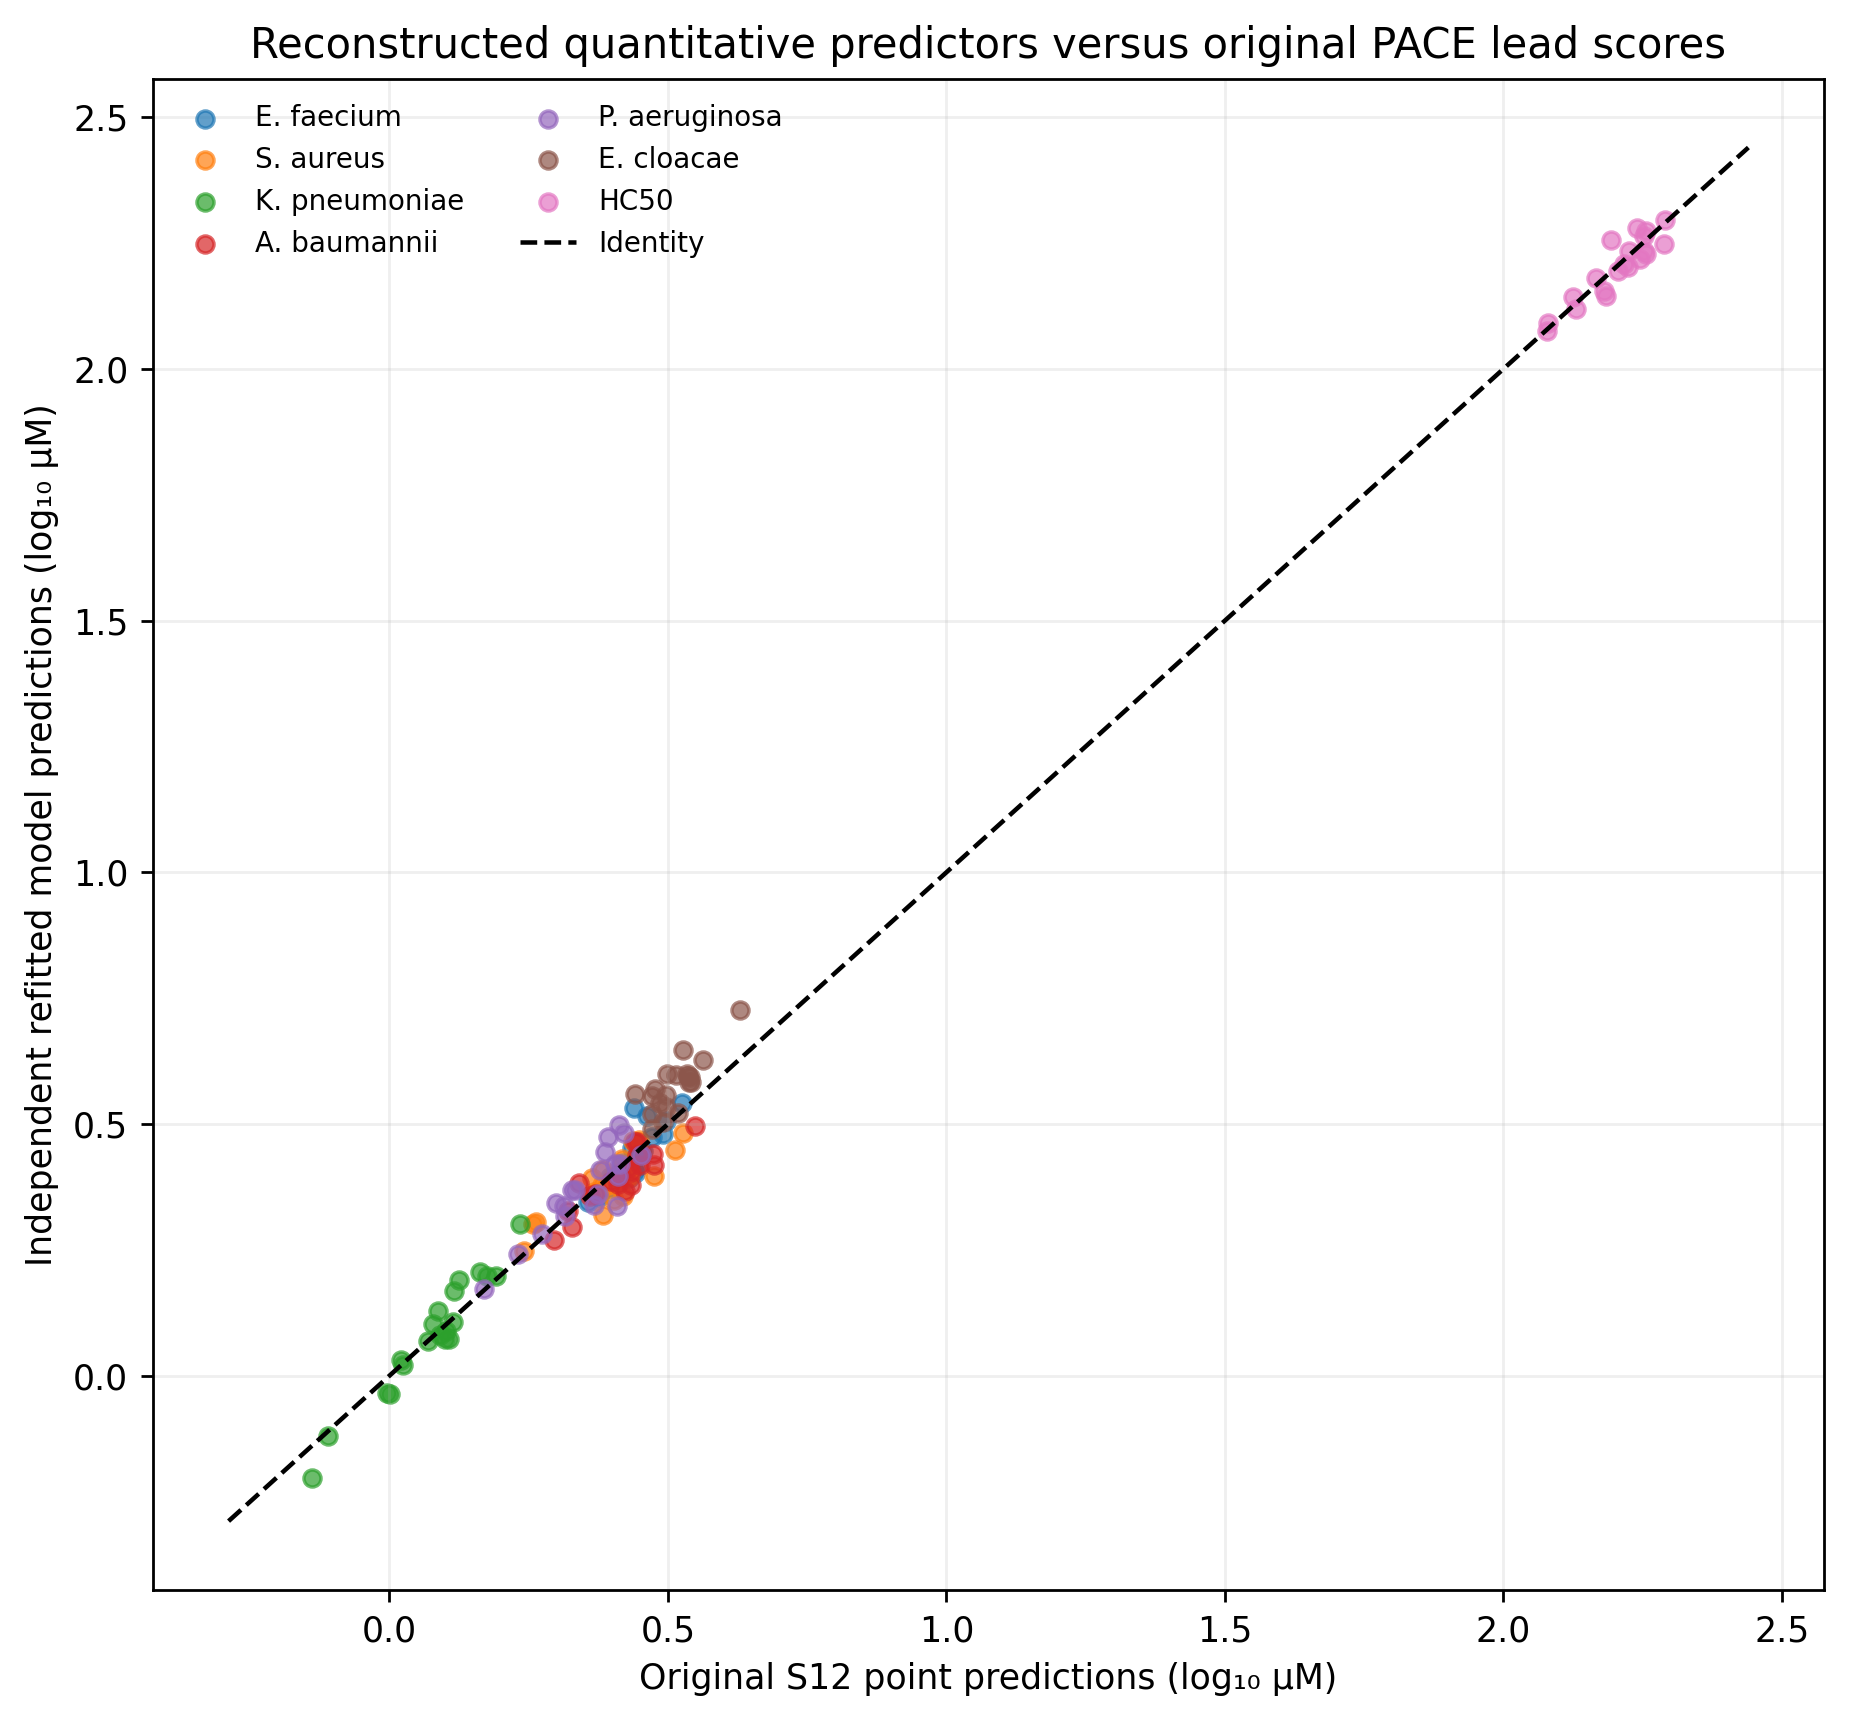 Reconstructed quantitative predictors versus original PACE lead scores
E. faecium
S. aureus
K. pneumoniae
A. baumannii
P. aeruginosa
E. cloacae
HC50
Identity
2.5
2.0
1.5
1.0
0.5
0.0
Independent refitted model predictions (log₁₀ µM)
0.0
0.5
1.0
1.5
2.0
2.5
Original S12 point predictions (log₁₀ µM)